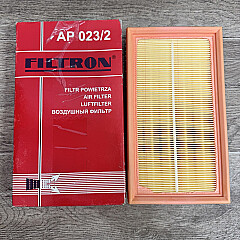 AP 023/2
FILTRON
FILTR POWIETRZA
AIR FILTER
LUFTFILTER
ВОЗДУШНЫЙ ФИЛЬТР